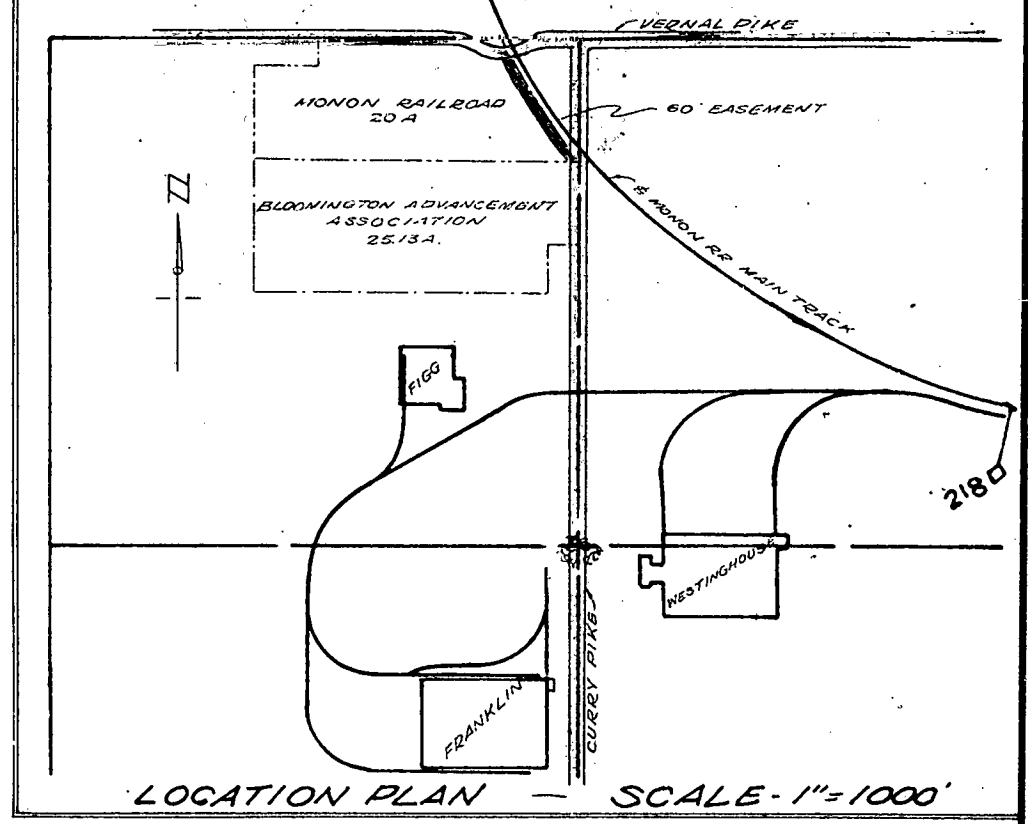 VERNAL PIKE
MONON RAILROAD
20 A
60' EASEMENT
BLOOMINGTON ADVANCEMENT
ASSOCIATION
25.13 A.
N
℄ MONON RR MAIN TRACK
FIGG
218
WESTINGHOUSE
CURRY PIKE
FRANKLIN
LOCATION PLAN — SCALE - 1"=1000'